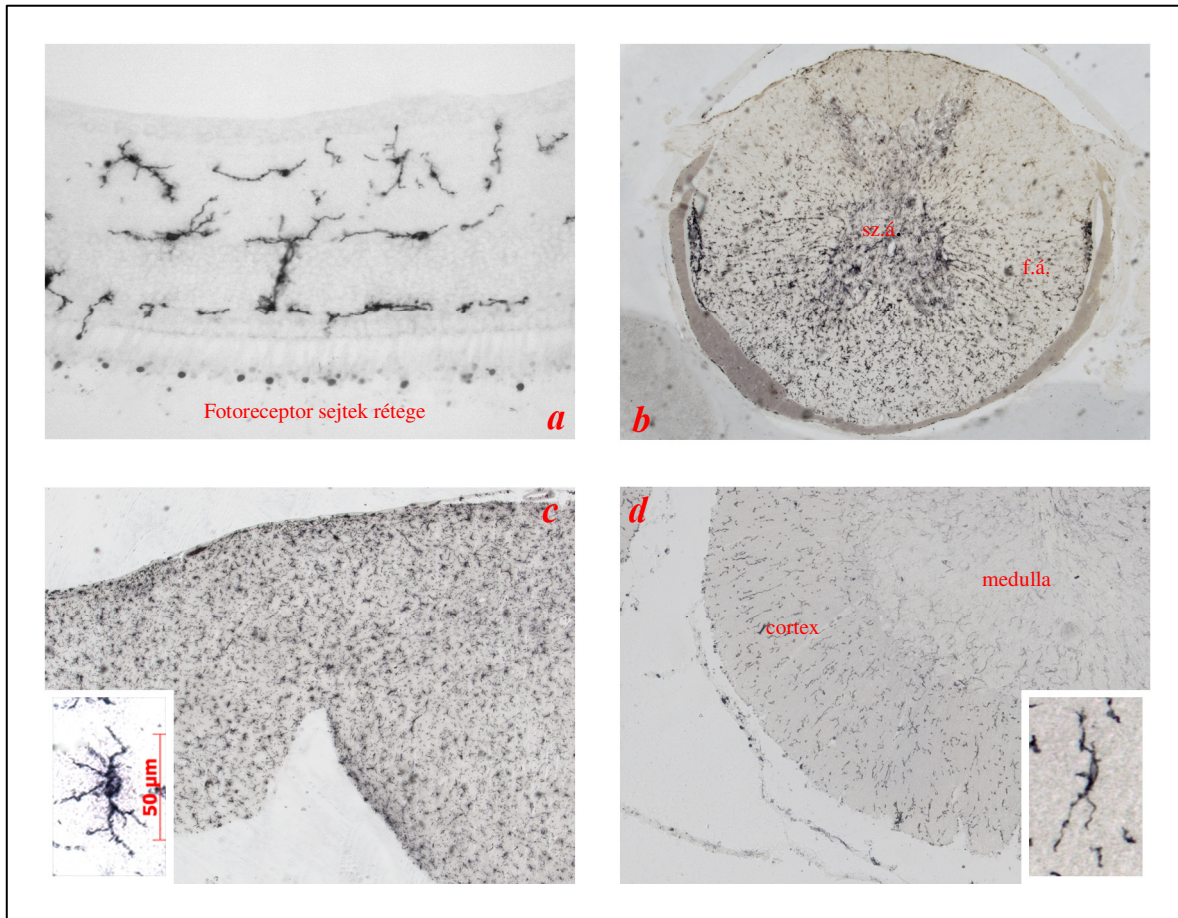 Fotoreceptor sejtek rétege
a
sz.á.
f.á.
b
c
50 µm
d
medulla
cortex